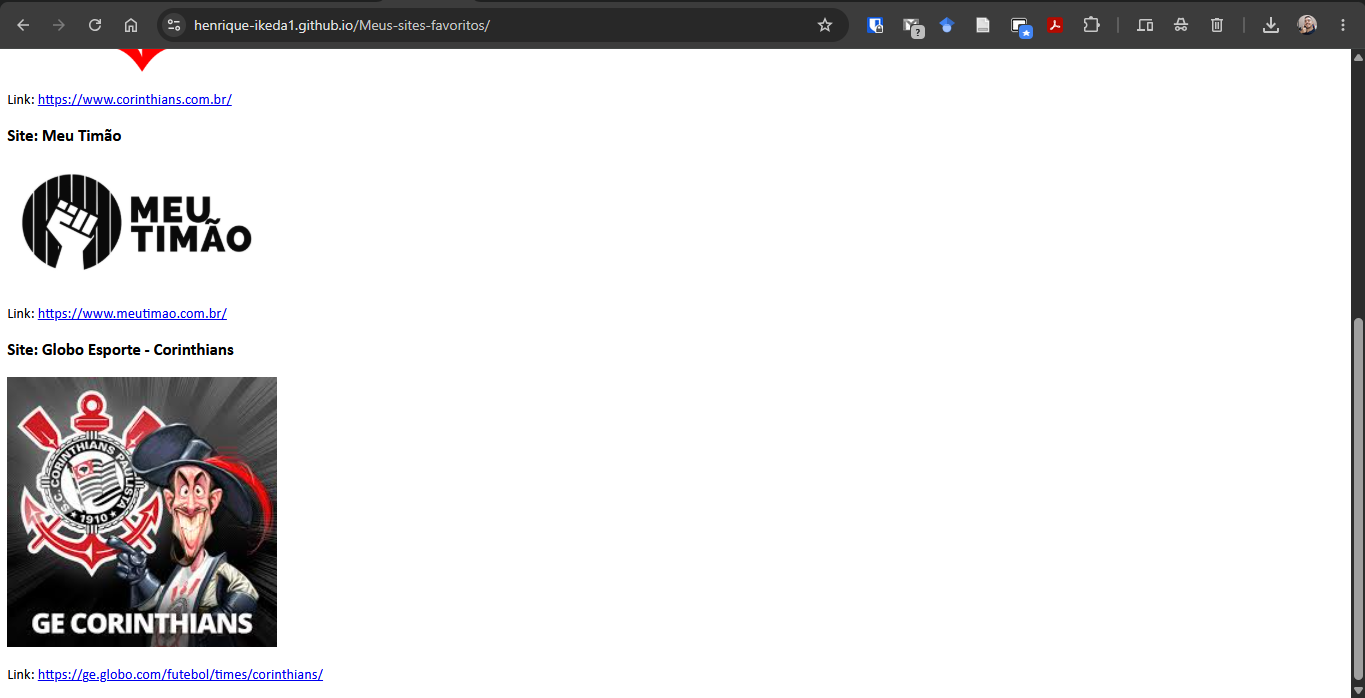 henrique-ikeda1.github.io/Meus-sites-favoritos/
Link: https://www.corinthians.com.br/
Site: Meu Timão
MEU
TIMÃO
Link: https://www.meutimao.com.br/
Site: Globo Esporte - Corinthians
S. C. CORINTHIANS PAULISTA
1910
GE CORINTHIANS
Link: https://ge.globo.com/futebol/times/corinthians/